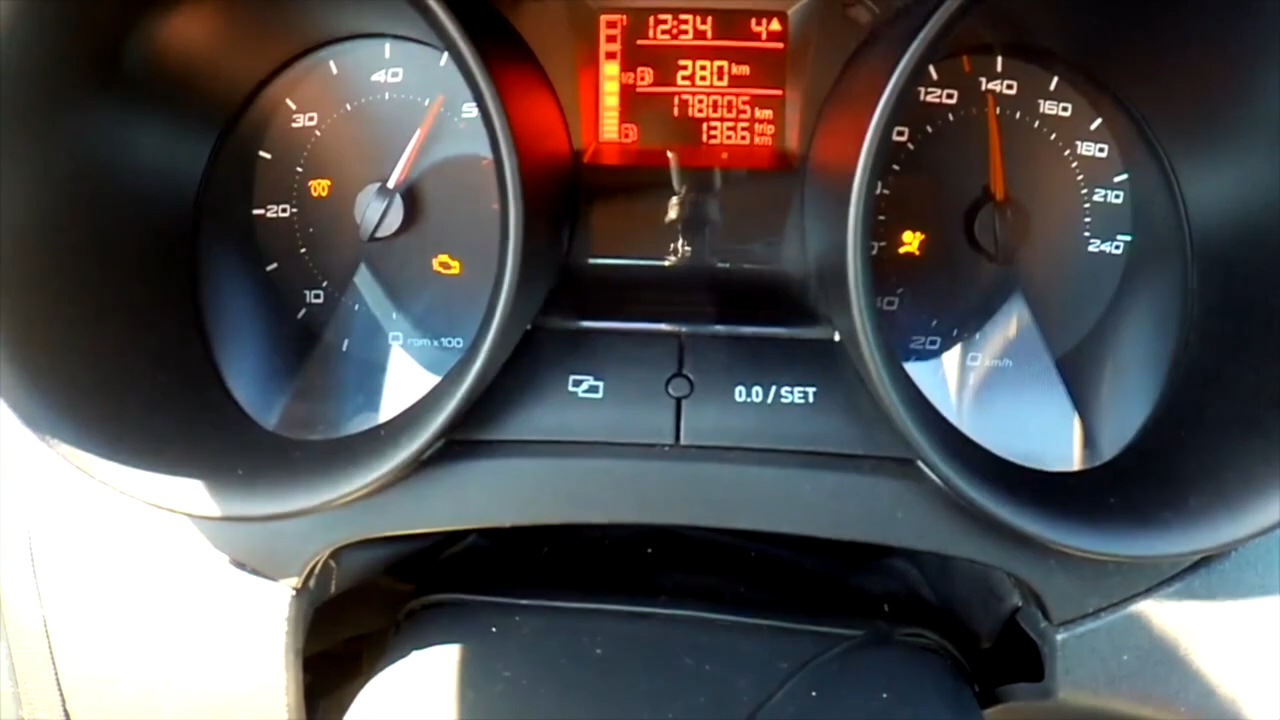 12:34 4
1/2 280 km
178005 km
136.6 trip km
40
30
20
10
rpm x 100
120 140 160
180
210
240
20
0 km/h
0.0 / SET